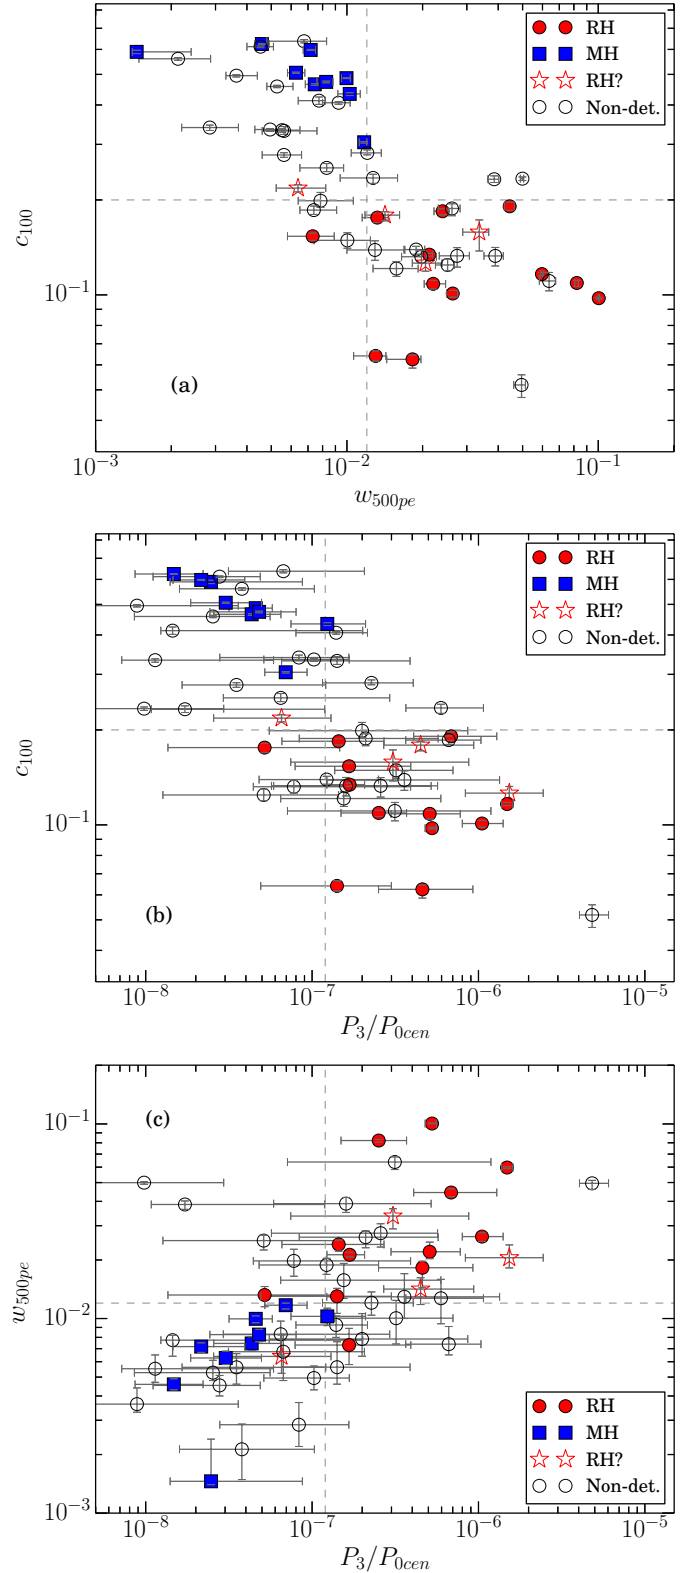 RH
MH
RH?
Non-det.
c₁₀₀
10⁻¹
(a)
10⁻³ 10⁻² 10⁻¹
w₅₀₀ₚₑ
RH
MH
RH?
Non-det.
c₁₀₀
10⁻¹
(b)
10⁻⁸ 10⁻⁷ 10⁻⁶ 10⁻⁵
P₃/P₀cen
(c)
10⁻¹
w₅₀₀ₚₑ
10⁻²
RH
MH
RH?
Non-det.
10⁻³
10⁻⁸ 10⁻⁷ 10⁻⁶ 10⁻⁵
P₃/P₀cen